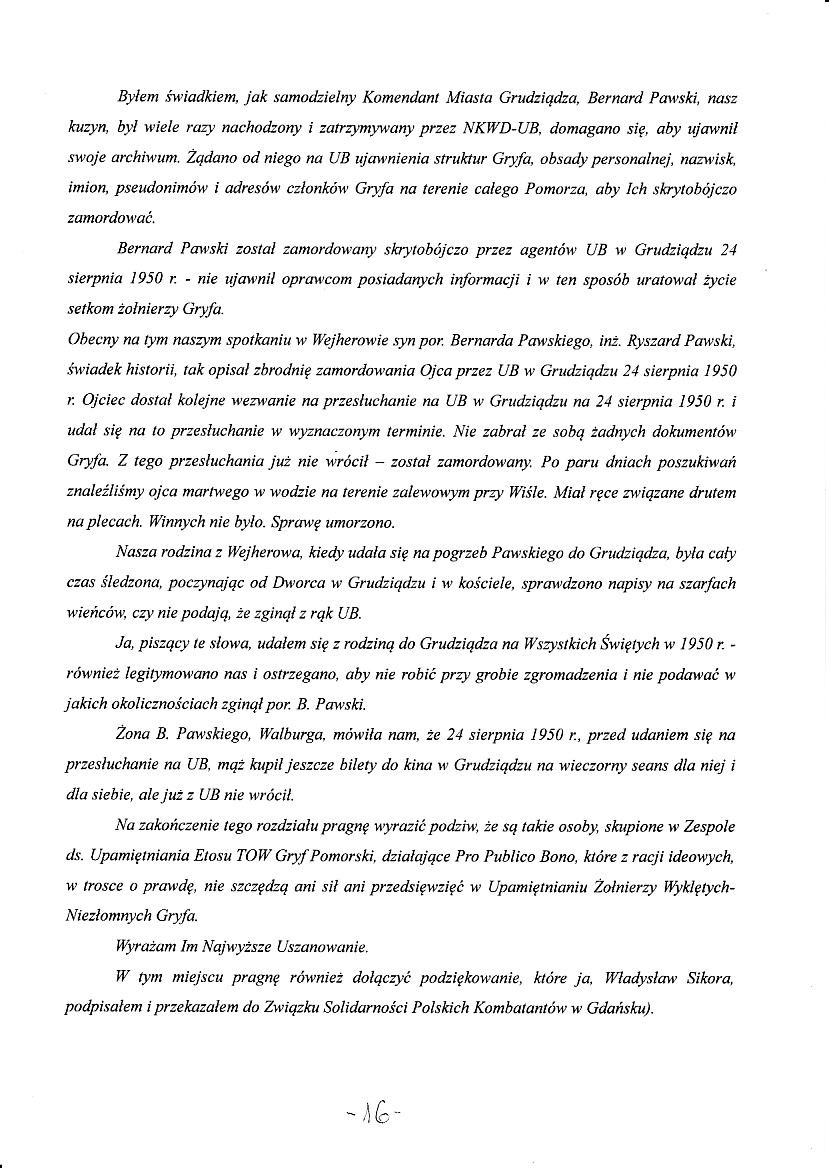 Byłem świadkiem, jak samodzielny Komendant Miasta Grudziądza, Bernard Pawski, nasz
kuzyn, był wiele razy nachodzony i zatrzymywany przez NKWD-UB, domagano się, aby ujawnił
swoje archiwum. Żądano od niego na UB ujawnienia struktur Gryfa, obsady personalnej, nazwisk,
imion, pseudonimów i adresów członków Gryfa na terenie całego Pomorza, aby Ich skrytobójczo
zamordować.
Bernard Pawski został zamordowany skrytobójczo przez agentów UB w Grudziądzu 24
sierpnia 1950 r. - nie ujawnił oprawcom posiadanych informacji i w ten sposób uratował życie
setkom żołnierzy Gryfa.
Obecny na tym naszym spotkaniu w Wejherowie syn por. Bernarda Pawskiego, inż. Ryszard Pawski,
świadek historii, tak opisał zbrodnię zamordowania Ojca przez UB w Grudziądzu 24 sierpnia 1950
r. Ojciec dostał kolejne wezwanie na przesłuchanie na UB w Grudziądzu na 24 sierpnia 1950 r. i
udał się na to przesłuchanie w wyznaczonym terminie. Nie zabrał ze sobą żadnych dokumentów
Gryfa. Z tego przesłuchania już nie wrócił – został zamordowany. Po paru dniach poszukiwań
znaleźliśmy ojca martwego w wodzie na terenie zalewowym przy Wiśle. Miał ręce związane drutem
na plecach. Winnych nie było. Sprawę umorzono.
Nasza rodzina z Wejherowa, kiedy udała się na pogrzeb Pawskiego do Grudziądza, była cały
czas śledzona, poczynając od Dworca w Grudziądzu i w kościele, sprawdzono napisy na szarfach
wieńców, czy nie podają, że zginął z rąk UB.
Ja, piszący te słowa, udałem się z rodziną do Grudziądza na Wszystkich Świętych w 1950 r. -
również legitymowano nas i ostrzegano, aby nie robić przy grobie zgromadzenia i nie podawać w
jakich okolicznościach zginął por. B. Pawski.
Żona B. Pawskiego, Walburga, mówiła nam, że 24 sierpnia 1950 r., przed udaniem się na
przesłuchanie na UB, mąż kupił jeszcze bilety do kina w Grudziądzu na wieczorny seans dla niej i
dla siebie, ale już z UB nie wrócił.
Na zakończenie tego rozdziału pragnę wyrazić podziw, że są takie osoby, skupione w Zespole
ds. Upamiętniania Etosu TOW Gryf Pomorski, działające Pro Publico Bono, które z racji ideowych,
w trosce o prawdę, nie szczędzą ani sił ani przedsięwzięć w Upamiętnianiu Żołnierzy Wyklętych-
Niezłomnych Gryfa.
Wyrażam Im Najwyższe Uszanowanie.
W tym miejscu pragnę również dołączyć podziękowanie, które ja, Władysław Sikora,
podpisałem i przekazałem do Związku Solidarności Polskich Kombatantów w Gdańsku).
-16-